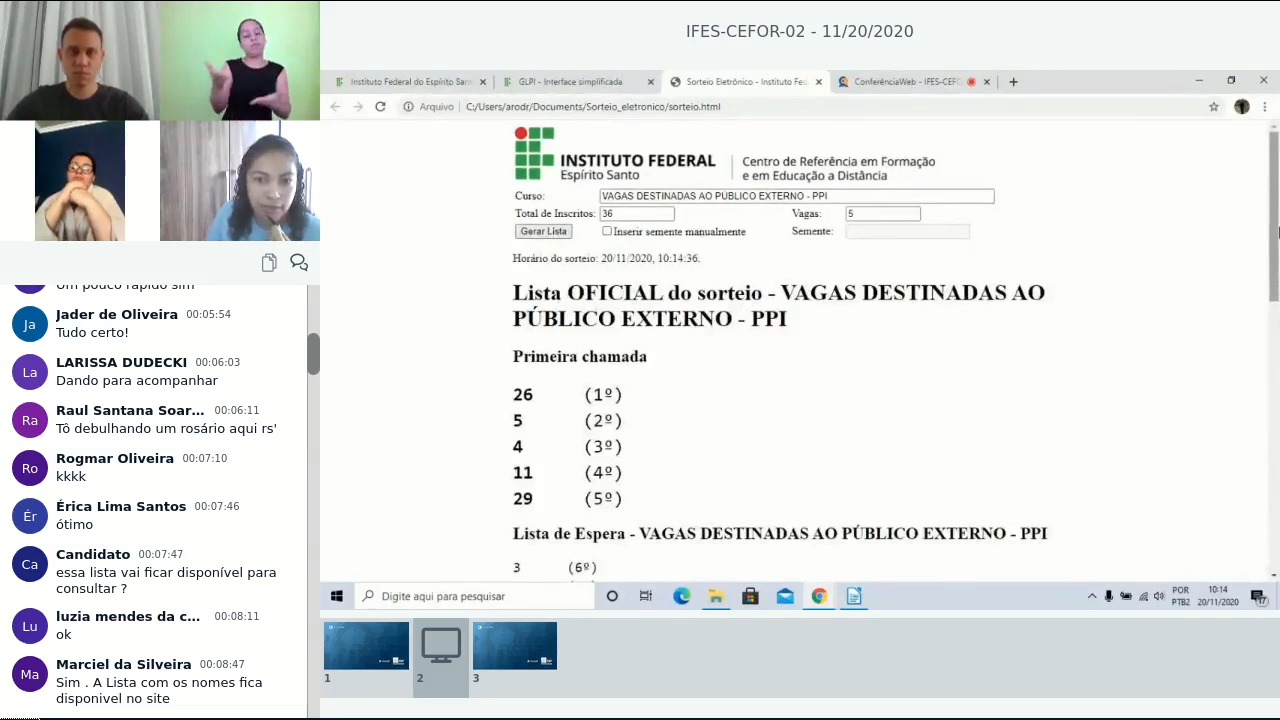 IFES-CEFOR-02 - 11/20/2020
Instituto Federal do Espírito San
GLPI - Interface simplificada
Sorteio Eletrônico - Instituto Fed
ConferênciaWeb - IFES-CEFO
Arquivo
C:/Users/arodr/Documents/Sorteio_eletronico/sorteio.html
INSTITUTO FEDERAL
Espírito Santo
Centro de Referência em Formação
e em Educação a Distância
Curso: VAGAS DESTINADAS AO PÚBLICO EXTERNO - PPI
Total de Inscritos: 36 Vagas: 5
Gerar Lista Inserir semente manualmente Semente:
Horário do sorteio: 20/11/2020, 10:14:36.
Lista OFICIAL do sorteio - VAGAS DESTINADAS AO
PÚBLICO EXTERNO - PPI
Primeira chamada
26 (1º)
5 (2º)
4 (3º)
11 (4º)
29 (5º)
Lista de Espera - VAGAS DESTINADAS AO PÚBLICO EXTERNO - PPI
3 (6º)
Digite aqui para pesquisar
POR
PTB2
10:14
20/11/2020
17
1
2
3
Um pouco rápido sim
Ja
Jader de Oliveira 00:05:54
Tudo certo!
La
LARISSA DUDECKI 00:06:03
Dando para acompanhar
Ra
Raul Santana Soar... 00:06:11
Tô debulhando um rosário aqui rs'
Ro
Rogmar Oliveira 00:07:10
kkkk
Ér
Érica Lima Santos 00:07:46
ótimo
Ca
Candidato 00:07:47
essa lista vai ficar disponível para
consultar ?
Lu
luzia mendes da c... 00:08:11
ok
Ma
Marciel da Silveira 00:08:47
Sim . A Lista com os nomes fica
disponivel no site